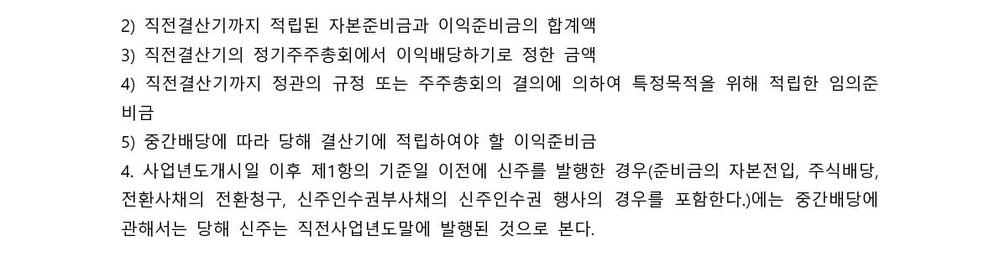 2) 직전결산기까지 적립된 자본준비금과 이익준비금의 합계액
3) 직전결산기의 정기주주총회에서 이익배당하기로 정한 금액
4) 직전결산기까지 정관의 규정 또는 주주총회의 결의에 의하여 특정목적을 위해 적립한 임의준
비금
5) 중간배당에 따라 당해 결산기에 적립하여야 할 이익준비금
4. 사업년도개시일 이후 제1항의 기준일 이전에 신주를 발행한 경우(준비금의 자본전입, 주식배당,
전환사채의 전환청구, 신주인수권부사채의 신주인수권 행사의 경우를 포함한다.)에는 중간배당에
관해서는 당해 신주는 직전사업년도말에 발행된 것으로 본다.